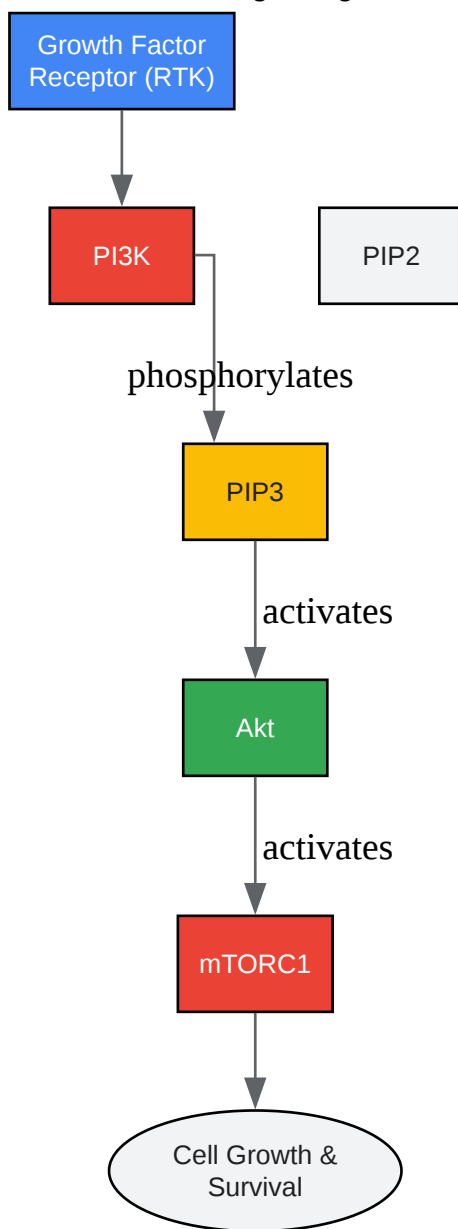 Growth Factor
Receptor (RTK)
PI3K
PIP2
phosphorylates
PIP3
activates
Akt
activates
mTORC1
Cell Growth &
Survival